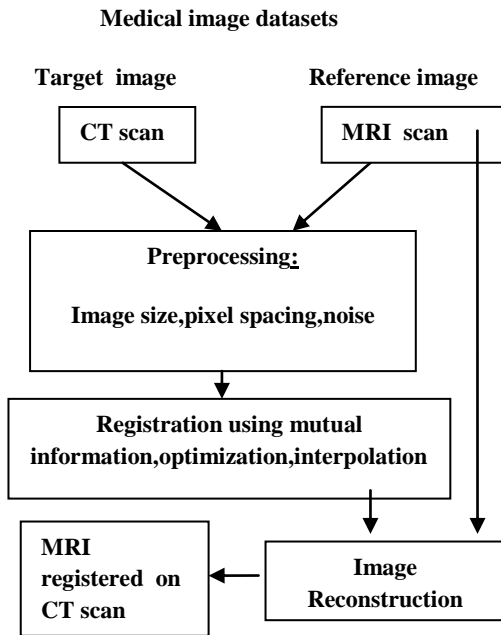 Medical image datasets
Target image
Reference image
CT scan
MRI scan
Preprocessing:
Image size,pixel spacing,noise
Registration using mutual
information,optimization,interpolation
MRI
registered on
CT scan
Image
Reconstruction